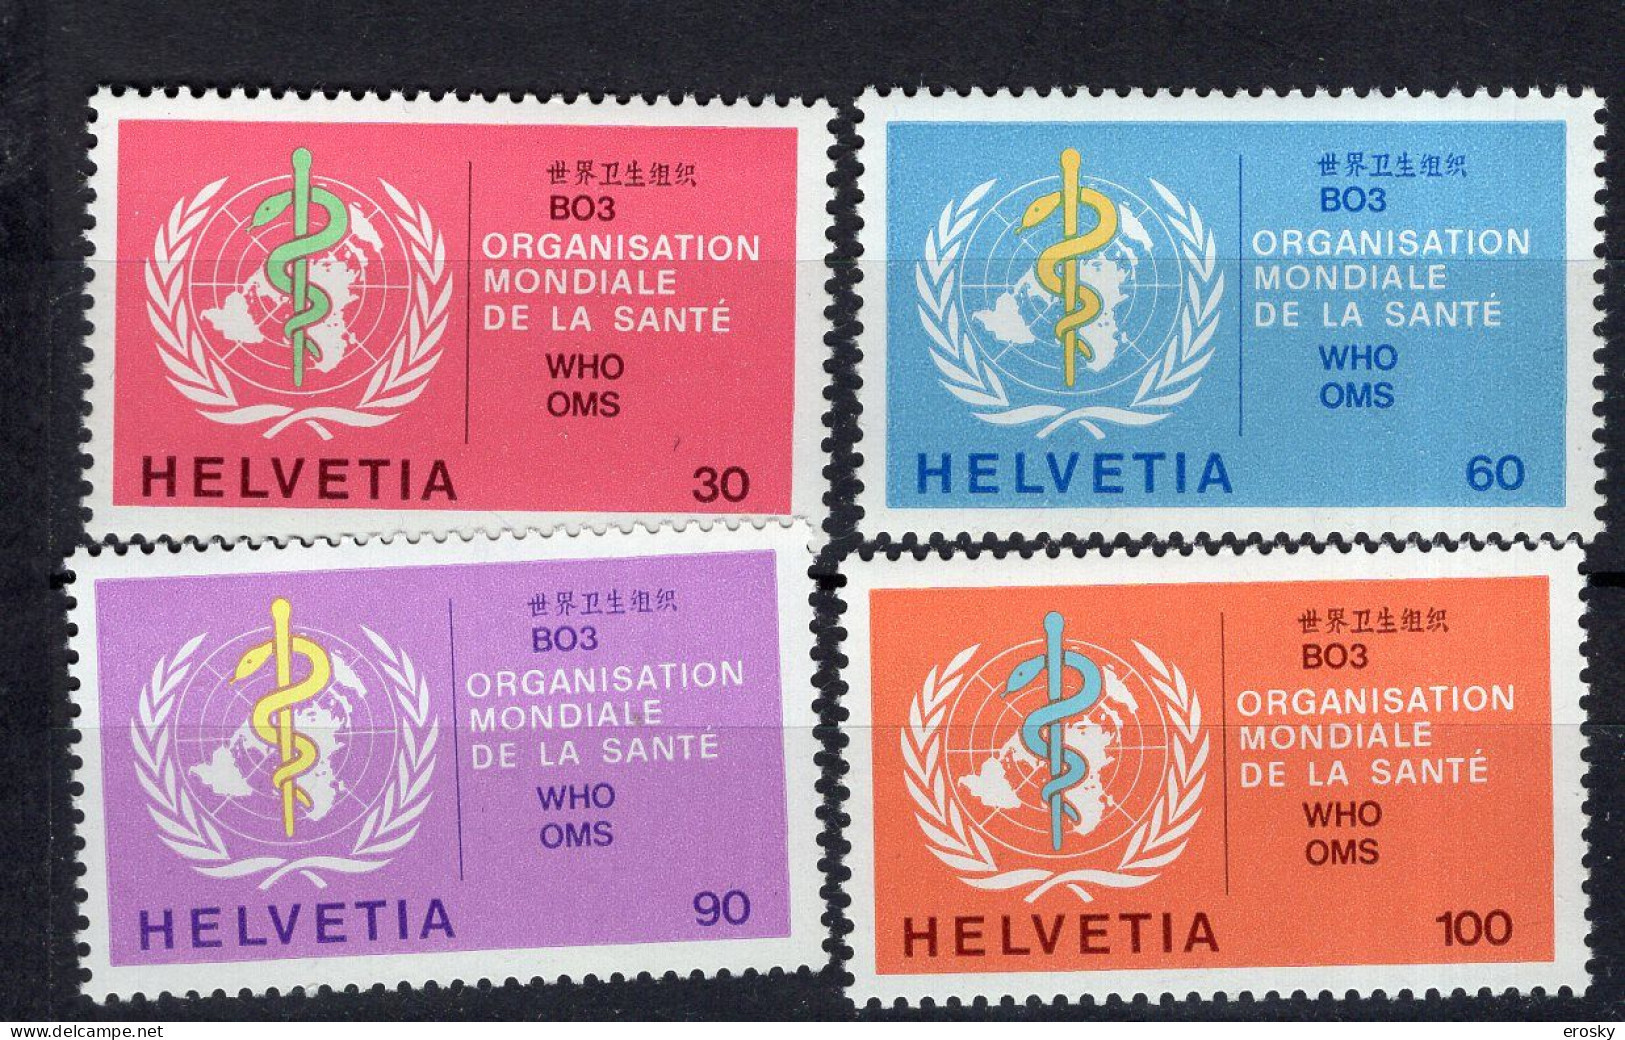 世界卫生组织
ВОЗ
ORGANISATION
MONDIALE
DE LA SANTÉ
WHO
OMS
HELVETIA
30
世界卫生组织
ВОЗ
ORGANISATION
MONDIALE
DE LA SANTÉ
WHO
OMS
HELVETIA
60
世界卫生组织
ВОЗ
ORGANISATION
MONDIALE
DE LA SANTÉ
WHO
OMS
HELVETIA
90
世界卫生组织
ВОЗ
ORGANISATION
MONDIALE
DE LA SANTÉ
WHO
OMS
HELVETIA
100
www.delcampe.net
erosky